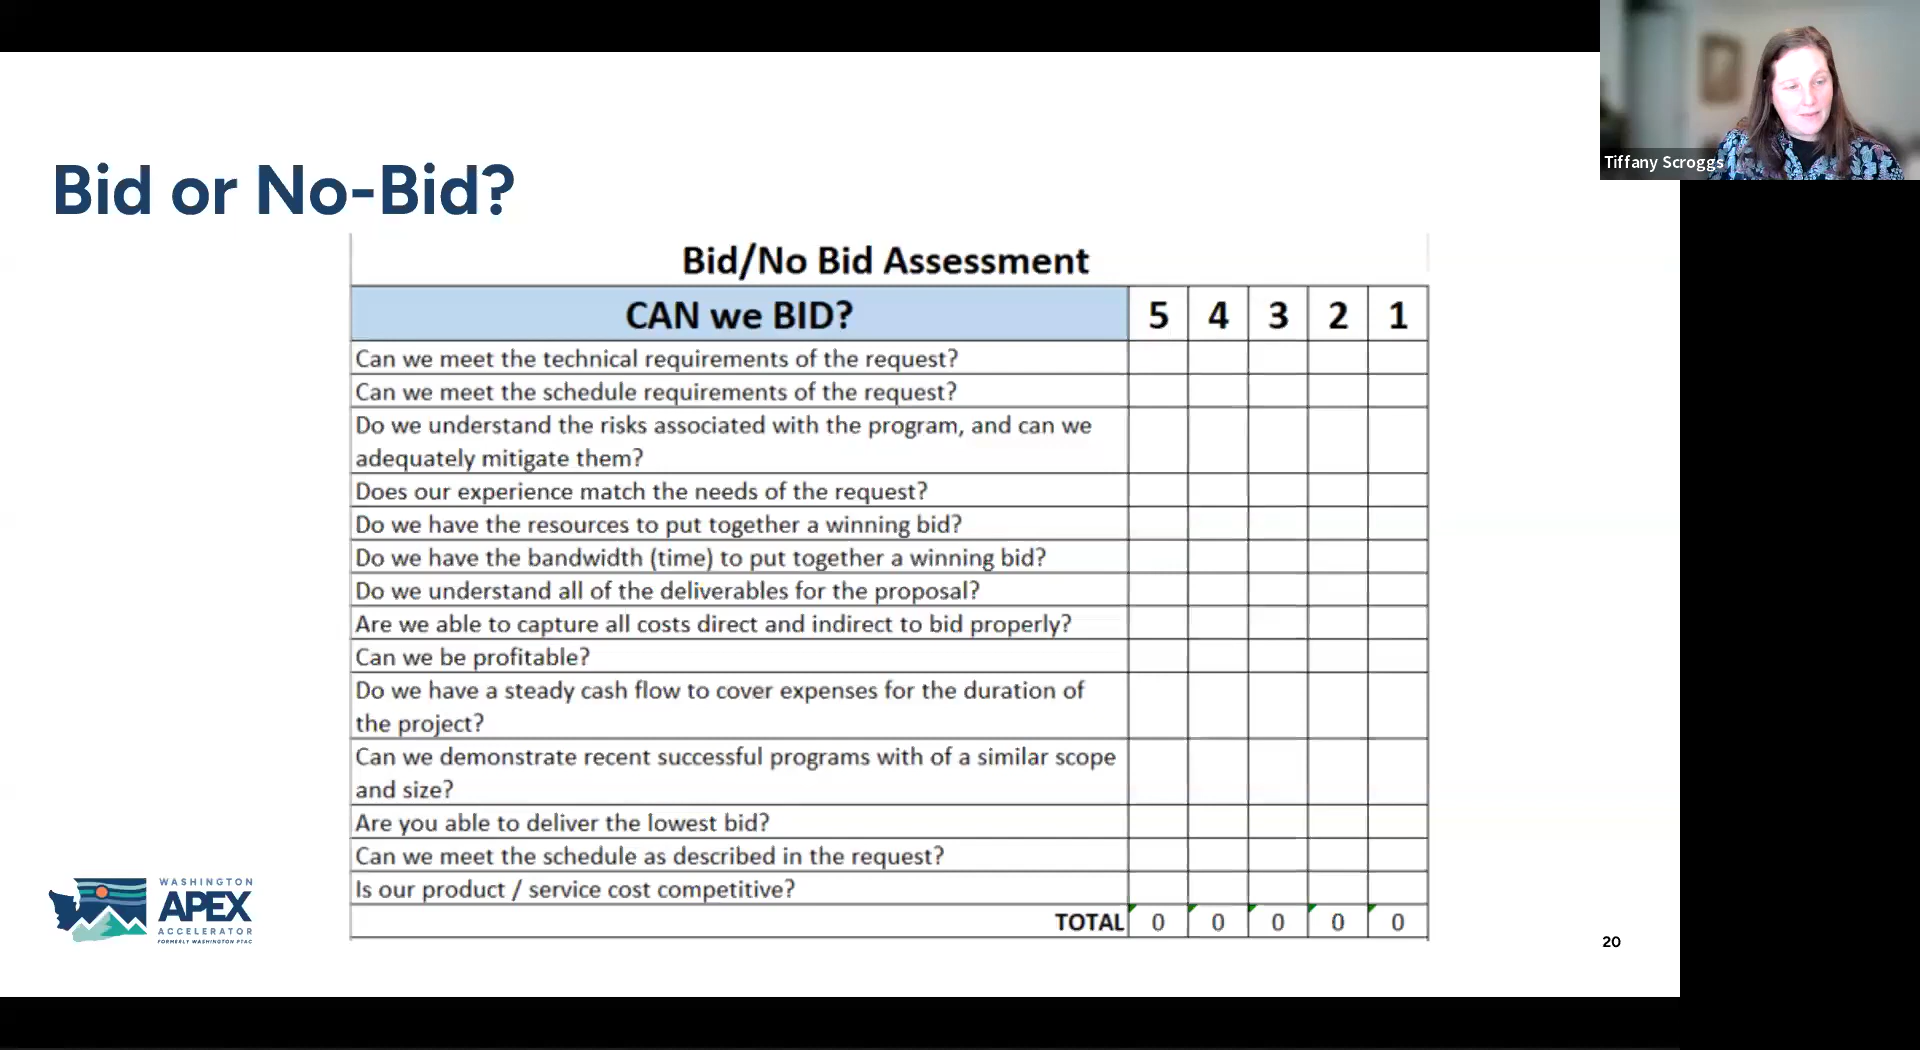 Tiffany Scroggs
Bid or No-Bid?
Bid/No Bid Assessment
CAN we BID? 5 4 3 2 1
Can we meet the technical requirements of the request?
Can we meet the schedule requirements of the request?
Do we understand the risks associated with the program, and can we
adequately mitigate them?
Does our experience match the needs of the request?
Do we have the resources to put together a winning bid?
Do we have the bandwidth (time) to put together a winning bid?
Do we understand all of the deliverables for the proposal?
Are we able to capture all costs direct and indirect to bid properly?
Can we be profitable?
Do we have a steady cash flow to cover expenses for the duration of
the project?
Can we demonstrate recent successful programs with of a similar scope
and size?
Are you able to deliver the lowest bid?
Can we meet the schedule as described in the request?
Is our product / service cost competitive?
TOTAL 0 0 0 0 0
WASHINGTON
APEX
ACCELERATOR
FORMERLY WASHINGTON PTAC
20